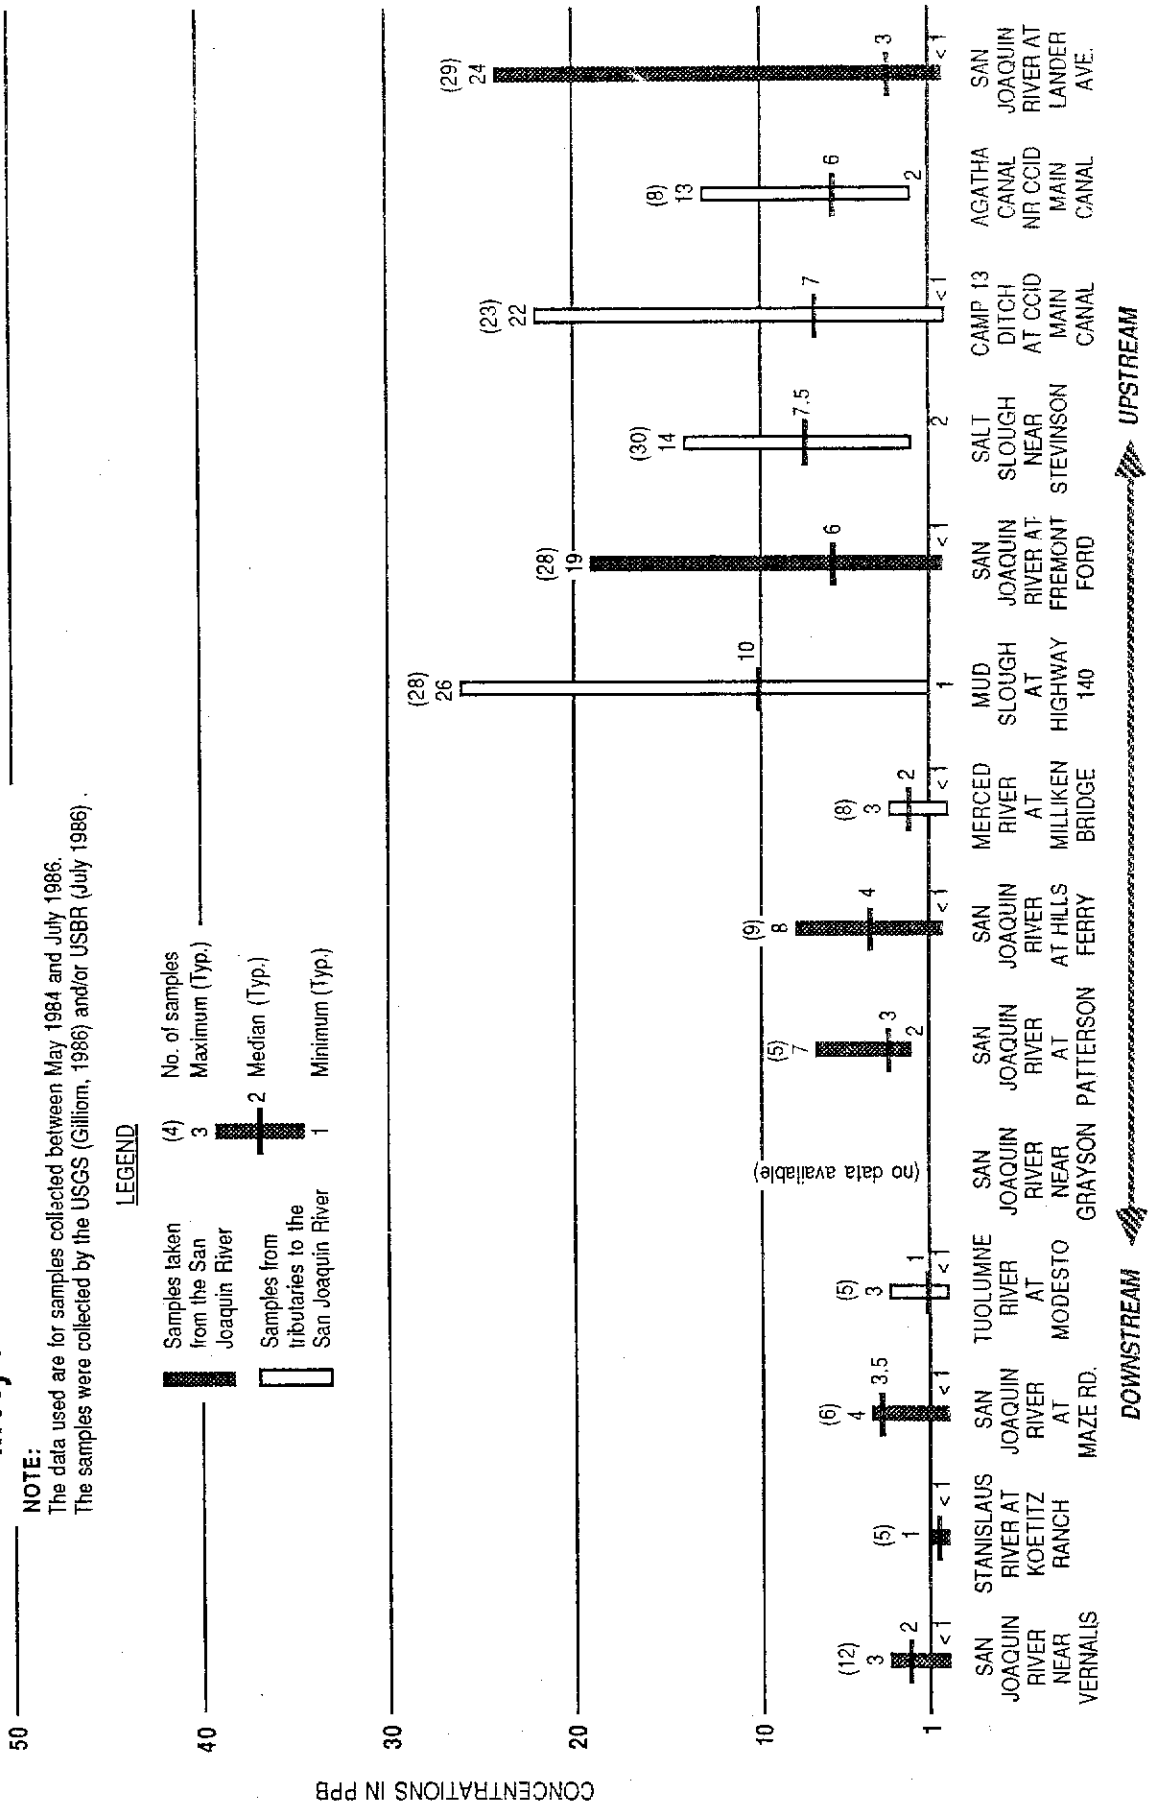 50
40
30
20
10
1
CONCENTRATIONS IN PPB
NOTE:
The data used are for samples collected between May 1984 and July 1986.
The samples were collected by the USGS (Gilliom, 1986) and/or USBR (July 1986) .
LEGEND
Samples taken
from the San
Joaquin River
Samples from
tributaries to the
San Joaquin River
(4) No. of samples
3 Maximum (Typ.)
2 Median (Typ.)
1 Minimum (Typ.)
(12)
3
2
< 1
SAN
JOAQUIN
RIVER
NEAR
VERNALIS
(5)
1
< 1
STANISLAUS
RIVER AT
KOETITZ
RANCH
(6)
4
3.5
< 1
SAN
JOAQUIN
RIVER
AT
MAZE RD.
(5)
3
1
< 1
TUOLUMNE
RIVER
AT
MODESTO
(no data available)
SAN
JOAQUIN
RIVER
NEAR
GRAYSON
(5)
7
3
2
SAN
JOAQUIN
RIVER
AT
PATTERSON
(9)
8
4
< 1
SAN
JOAQUIN
RIVER
AT HILLS
FERRY
(8)
3
2
< 1
MERCED
RIVER
AT
MILLIKEN
BRIDGE
(28)
26
10
1
MUD
SLOUGH
AT
HIGHWAY
140
(28)
19
6
< 1
SAN
JOAQUIN
RIVER AT
FREMONT
FORD
(30)
14
7.5
2
SALT
SLOUGH
NEAR
STEVINSON
(23)
22
7
< 1
CAMP 13
DITCH
AT CCID
MAIN
CANAL
(8)
13
6
2
AGATHA
CANAL
NR CCID
MAIN
CANAL
(29)
24
3
< 1
SAN
JOAQUIN
RIVER AT
LANDER
AVE.
DOWNSTREAM
UPSTREAM